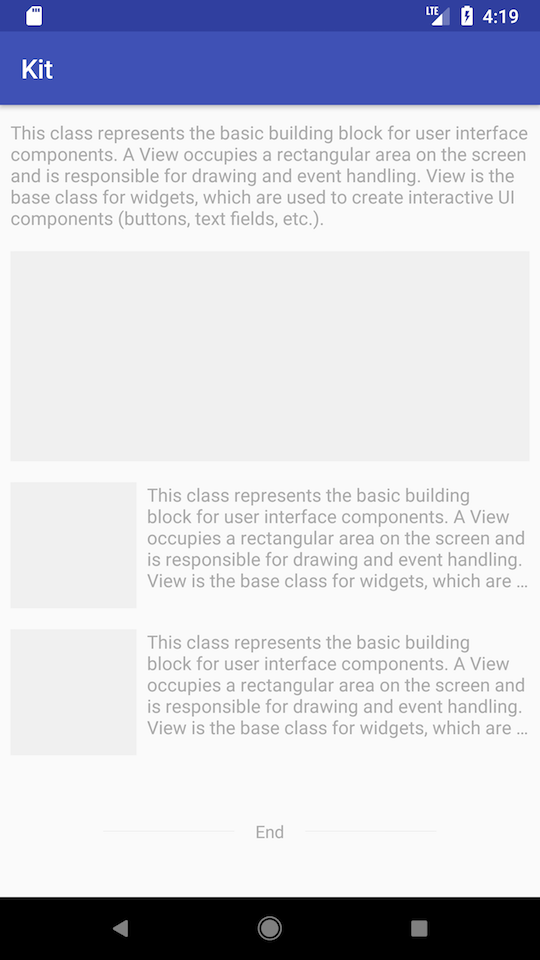 LTE 4:19
Kit
This class represents the basic building block for user interface
components. A View occupies a rectangular area on the screen
and is responsible for drawing and event handling. View is the
base class for widgets, which are used to create interactive UI
components (buttons, text fields, etc.).
This class represents the basic building
block for user interface components. A View
occupies a rectangular area on the screen and
is responsible for drawing and event handling.
View is the base class for widgets, which are …
This class represents the basic building
block for user interface components. A View
occupies a rectangular area on the screen and
is responsible for drawing and event handling.
View is the base class for widgets, which are …
End